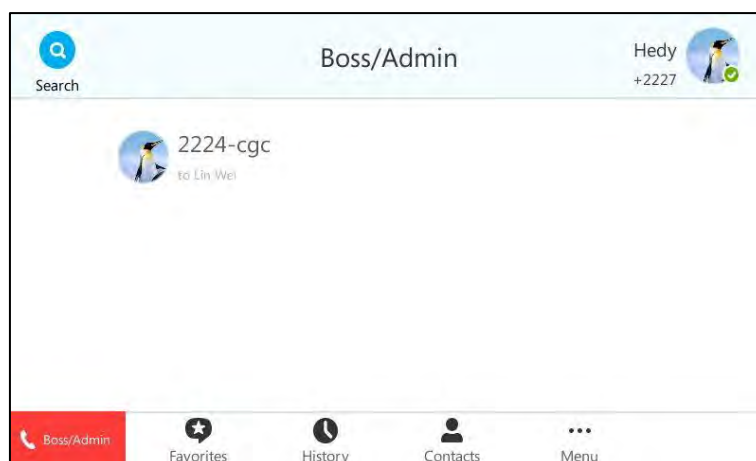 Search
Boss/Admin
Hedy
+2227
2224-cgc
to Lin Wei
Boss/Admin
Favorites
History
Contacts
Menu